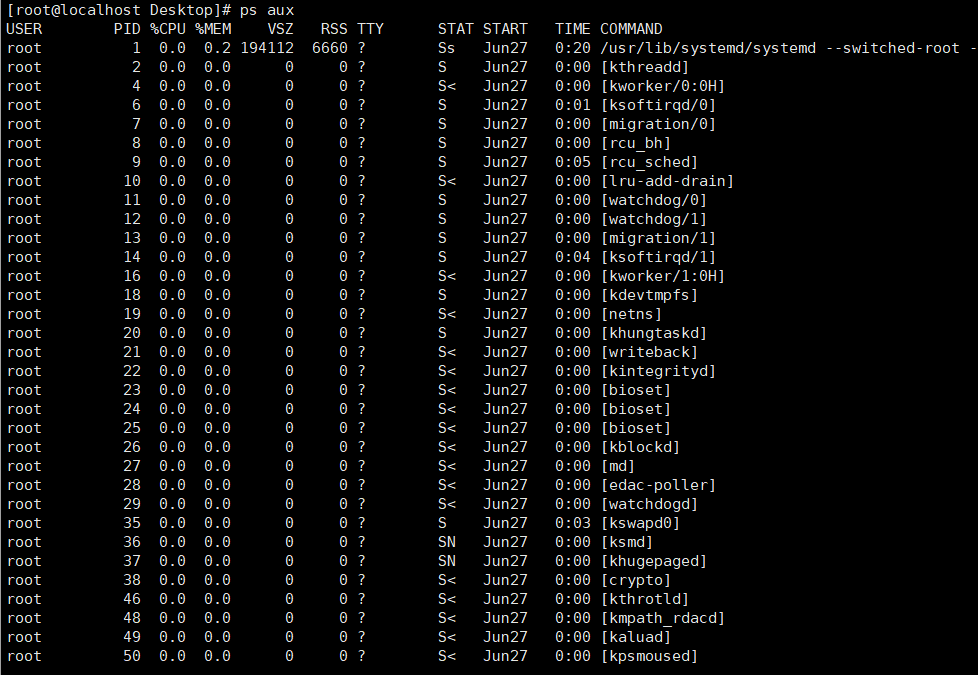 [root@localhost Desktop]# ps aux
USER        PID %CPU %MEM    VSZ   RSS TTY      STAT START   TIME COMMAND
root          1  0.0  0.2 194112  6660 ?        Ss   Jun27   0:20 /usr/lib/systemd/systemd --switched-root -
root          2  0.0  0.0      0     0 ?        S    Jun27   0:00 [kthreadd]
root          4  0.0  0.0      0     0 ?        S<   Jun27   0:00 [kworker/0:0H]
root          6  0.0  0.0      0     0 ?        S    Jun27   0:01 [ksoftirqd/0]
root          7  0.0  0.0      0     0 ?        S    Jun27   0:00 [migration/0]
root          8  0.0  0.0      0     0 ?        S    Jun27   0:00 [rcu_bh]
root          9  0.0  0.0      0     0 ?        S    Jun27   0:05 [rcu_sched]
root         10  0.0  0.0      0     0 ?        S<   Jun27   0:00 [lru-add-drain]
root         11  0.0  0.0      0     0 ?        S    Jun27   0:00 [watchdog/0]
root         12  0.0  0.0      0     0 ?        S    Jun27   0:00 [watchdog/1]
root         13  0.0  0.0      0     0 ?        S    Jun27   0:00 [migration/1]
root         14  0.0  0.0      0     0 ?        S    Jun27   0:04 [ksoftirqd/1]
root         16  0.0  0.0      0     0 ?        S<   Jun27   0:00 [kworker/1:0H]
root         18  0.0  0.0      0     0 ?        S    Jun27   0:00 [kdevtmpfs]
root         19  0.0  0.0      0     0 ?        S<   Jun27   0:00 [netns]
root         20  0.0  0.0      0     0 ?        S    Jun27   0:00 [khungtaskd]
root         21  0.0  0.0      0     0 ?        S<   Jun27   0:00 [writeback]
root         22  0.0  0.0      0     0 ?        S<   Jun27   0:00 [kintegrityd]
root         23  0.0  0.0      0     0 ?        S<   Jun27   0:00 [bioset]
root         24  0.0  0.0      0     0 ?        S<   Jun27   0:00 [bioset]
root         25  0.0  0.0      0     0 ?        S<   Jun27   0:00 [bioset]
root         26  0.0  0.0      0     0 ?        S<   Jun27   0:00 [kblockd]
root         27  0.0  0.0      0     0 ?        S<   Jun27   0:00 [md]
root         28  0.0  0.0      0     0 ?        S<   Jun27   0:00 [edac-poller]
root         29  0.0  0.0      0     0 ?        S<   Jun27   0:00 [watchdogd]
root         35  0.0  0.0      0     0 ?        S    Jun27   0:03 [kswapd0]
root         36  0.0  0.0      0     0 ?        SN   Jun27   0:00 [ksmd]
root         37  0.0  0.0      0     0 ?        SN   Jun27   0:00 [khugepaged]
root         38  0.0  0.0      0     0 ?        S<   Jun27   0:00 [crypto]
root         46  0.0  0.0      0     0 ?        S<   Jun27   0:00 [kthrotld]
root         48  0.0  0.0      0     0 ?        S<   Jun27   0:00 [kmpath_rdacd]
root         49  0.0  0.0      0     0 ?        S<   Jun27   0:00 [kaluad]
root         50  0.0  0.0      0     0 ?        S<   Jun27   0:00 [kpsmoused]